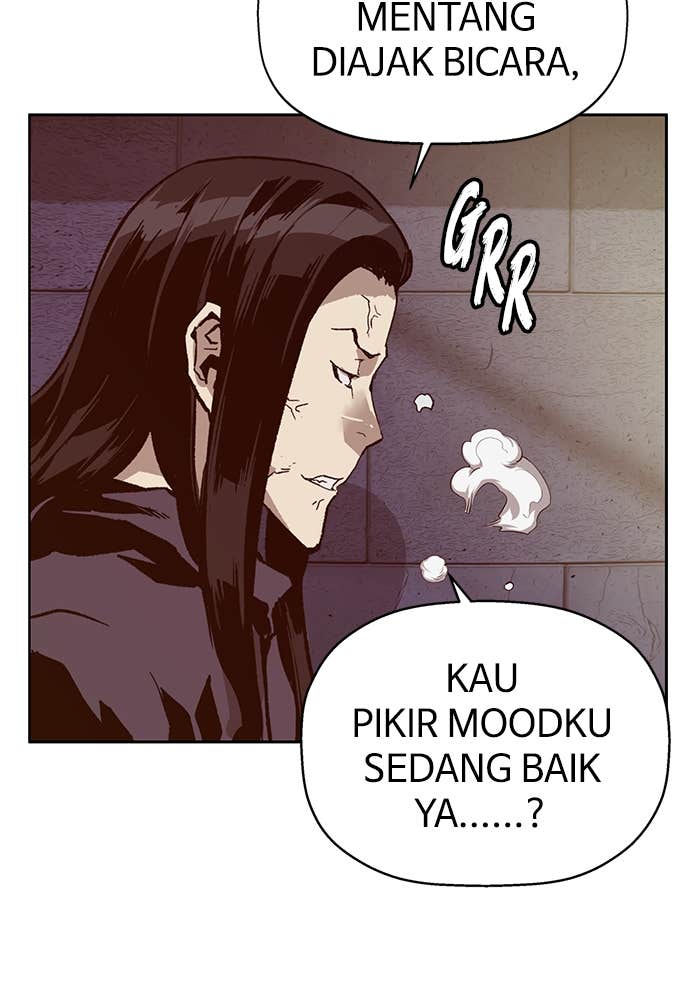 MENTANG
DIAJAK BICARA,
GRR
KAU
PIKIR MOODKU
SEDANG BAIK
YA......?